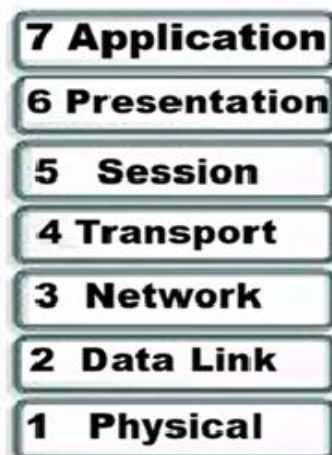 7 Application
6 Presentation
5 Session
4 Transport
3 Network
2 Data Link
1 Physical